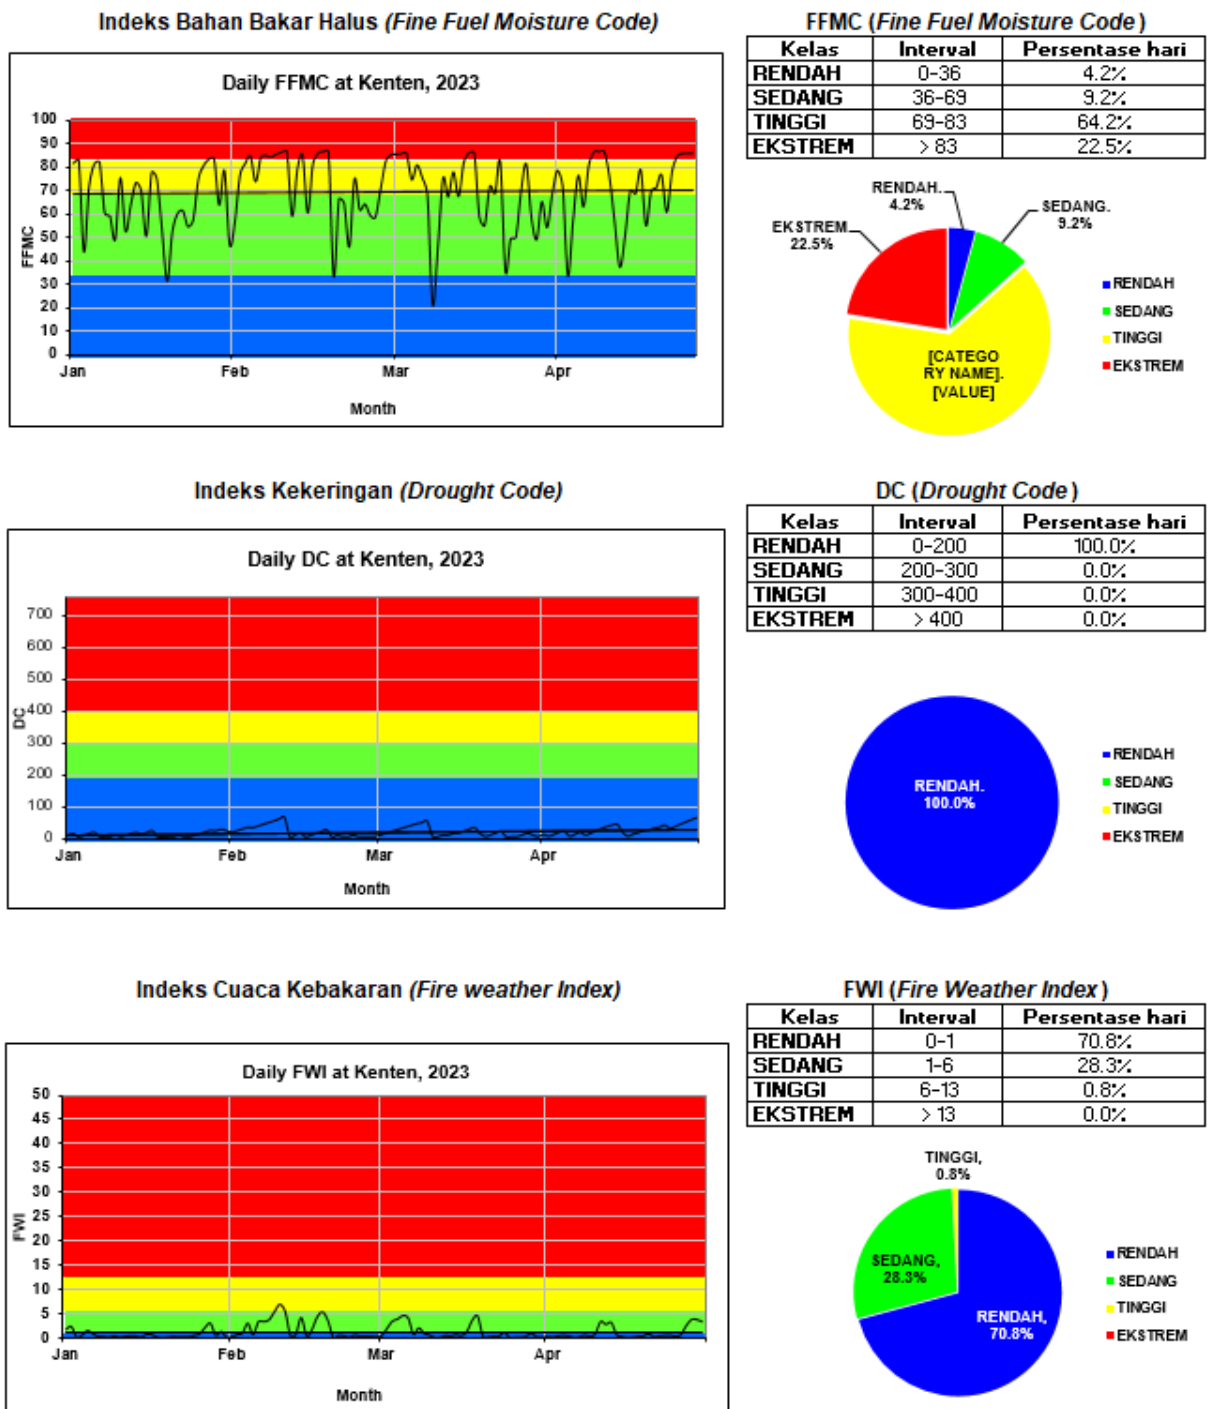 Indeks Bahan Bakar Halus (Fine Fuel Moisture Code)
Daily FFMC at Kenten, 2023
100
90
80
70
60
50
40
30
20
10
0
FFMC
Jan Feb Mar Apr
Month
FFMC (Fine Fuel Moisture Code)
Kelas Interval Persentase hari
RENDAH 0-36 4.2%
SEDANG 36-69 9.2%
TINGGI 69-83 64.2%
EKSTREM > 83 22.5%
RENDAH.
4.2%
SEDANG.
9.2%
EKSTREM
22.5%
[CATEGO
RY NAME].
[VALUE]
RENDAH
SEDANG
TINGGI
EKSTREM
Indeks Kekeringan (Drought Code)
Daily DC at Kenten, 2023
700
600
500
400
300
200
100
0
DC
Jan Feb Mar Apr
Month
DC (Drought Code)
Kelas Interval Persentase hari
RENDAH 0-200 100.0%
SEDANG 200-300 0.0%
TINGGI 300-400 0.0%
EKSTREM > 400 0.0%
RENDAH.
100.0%
RENDAH
SEDANG
TINGGI
EKSTREM
Indeks Cuaca Kebakaran (Fire weather Index)
Daily FWI at Kenten, 2023
50
45
40
35
30
25
20
15
10
5
0
FWI
Jan Feb Mar Apr
Month
FWI (Fire Weather Index)
Kelas Interval Persentase hari
RENDAH 0-1 70.8%
SEDANG 1-6 28.3%
TINGGI 6-13 0.8%
EKSTREM > 13 0.0%
TINGGI,
0.8%
SEDANG,
28.3%
RENDAH,
70.8%
RENDAH
SEDANG
TINGGI
EKSTREM